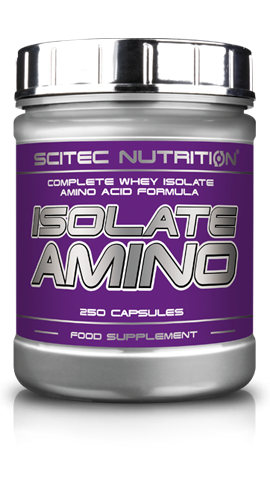 SCITEC NUTRITION
COMPLETE WHEY ISOLATE
AMINO ACID FORMULA
ISOLATE
AMINO
250 CAPSULES
FOOD SUPPLEMENT